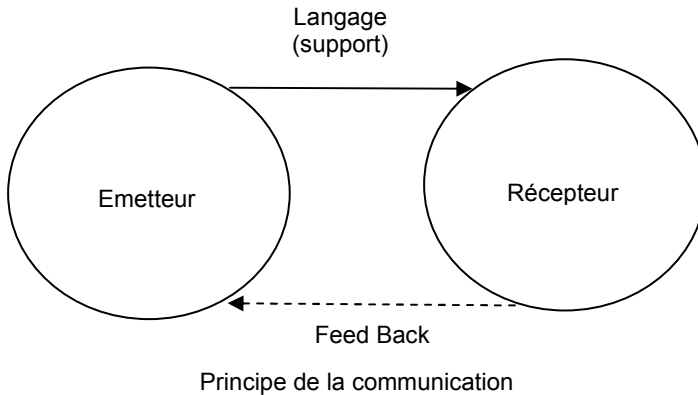 Langage
(support)
Emetteur
Récepteur
Feed Back
Principe de la communication